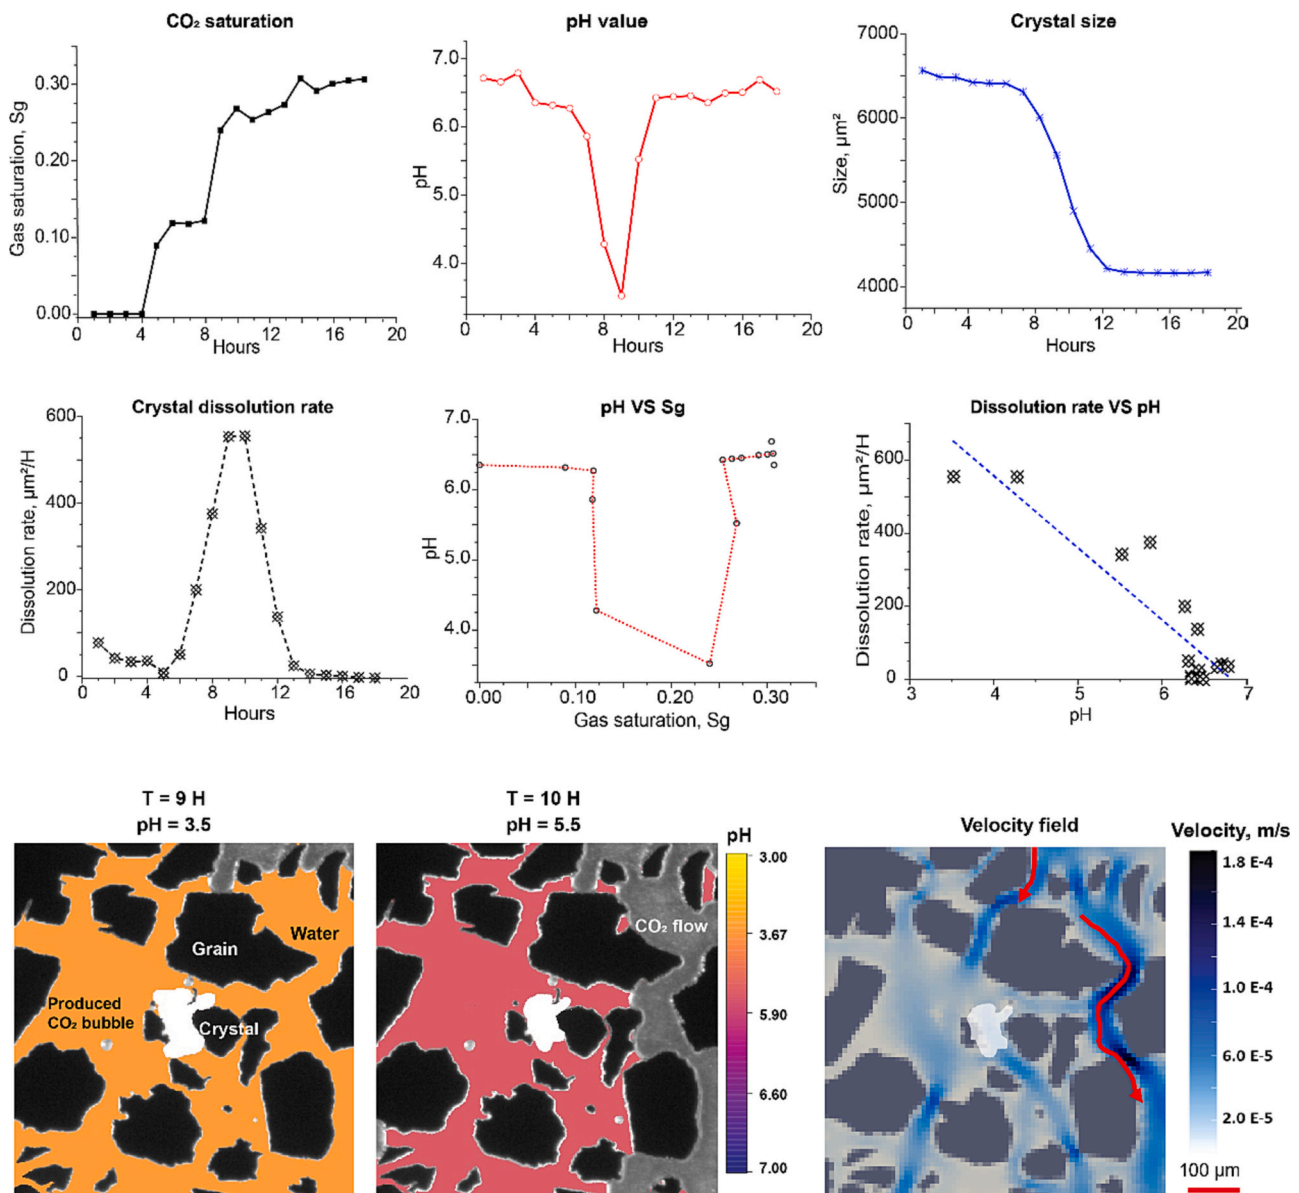 CO₂ saturation
Gas saturation, Sg
0.30
0.20
0.10
0.00
0 4 8 12 16 20
Hours
pH value
pH
7.0
6.0
5.0
4.0
0 4 8 12 16 20
Hours
Crystal size
Size, µm²
7000
6000
5000
4000
0 4 8 12 16 20
Hours
Crystal dissolution rate
Dissolution rate, µm²/H
600
400
200
0
0 4 8 12 16 20
Hours
pH VS Sg
pH
7.0
6.0
5.0
4.0
0.00 0.10 0.20 0.30
Gas saturation, Sg
Dissolution rate VS pH
Dissolution rate, µm²/H
600
400
200
0
3 4 5 6 7
pH
T = 9 H
pH = 3.5
Grain
Water
Produced
CO₂ bubble
Crystal
T = 10 H
pH = 5.5
CO₂ flow
pH
3.00
3.67
5.90
6.60
7.00
Velocity field
Velocity, m/s
1.8 E-4
1.4 E-4
1.0 E-4
6.0 E-5
2.0 E-5
100 µm